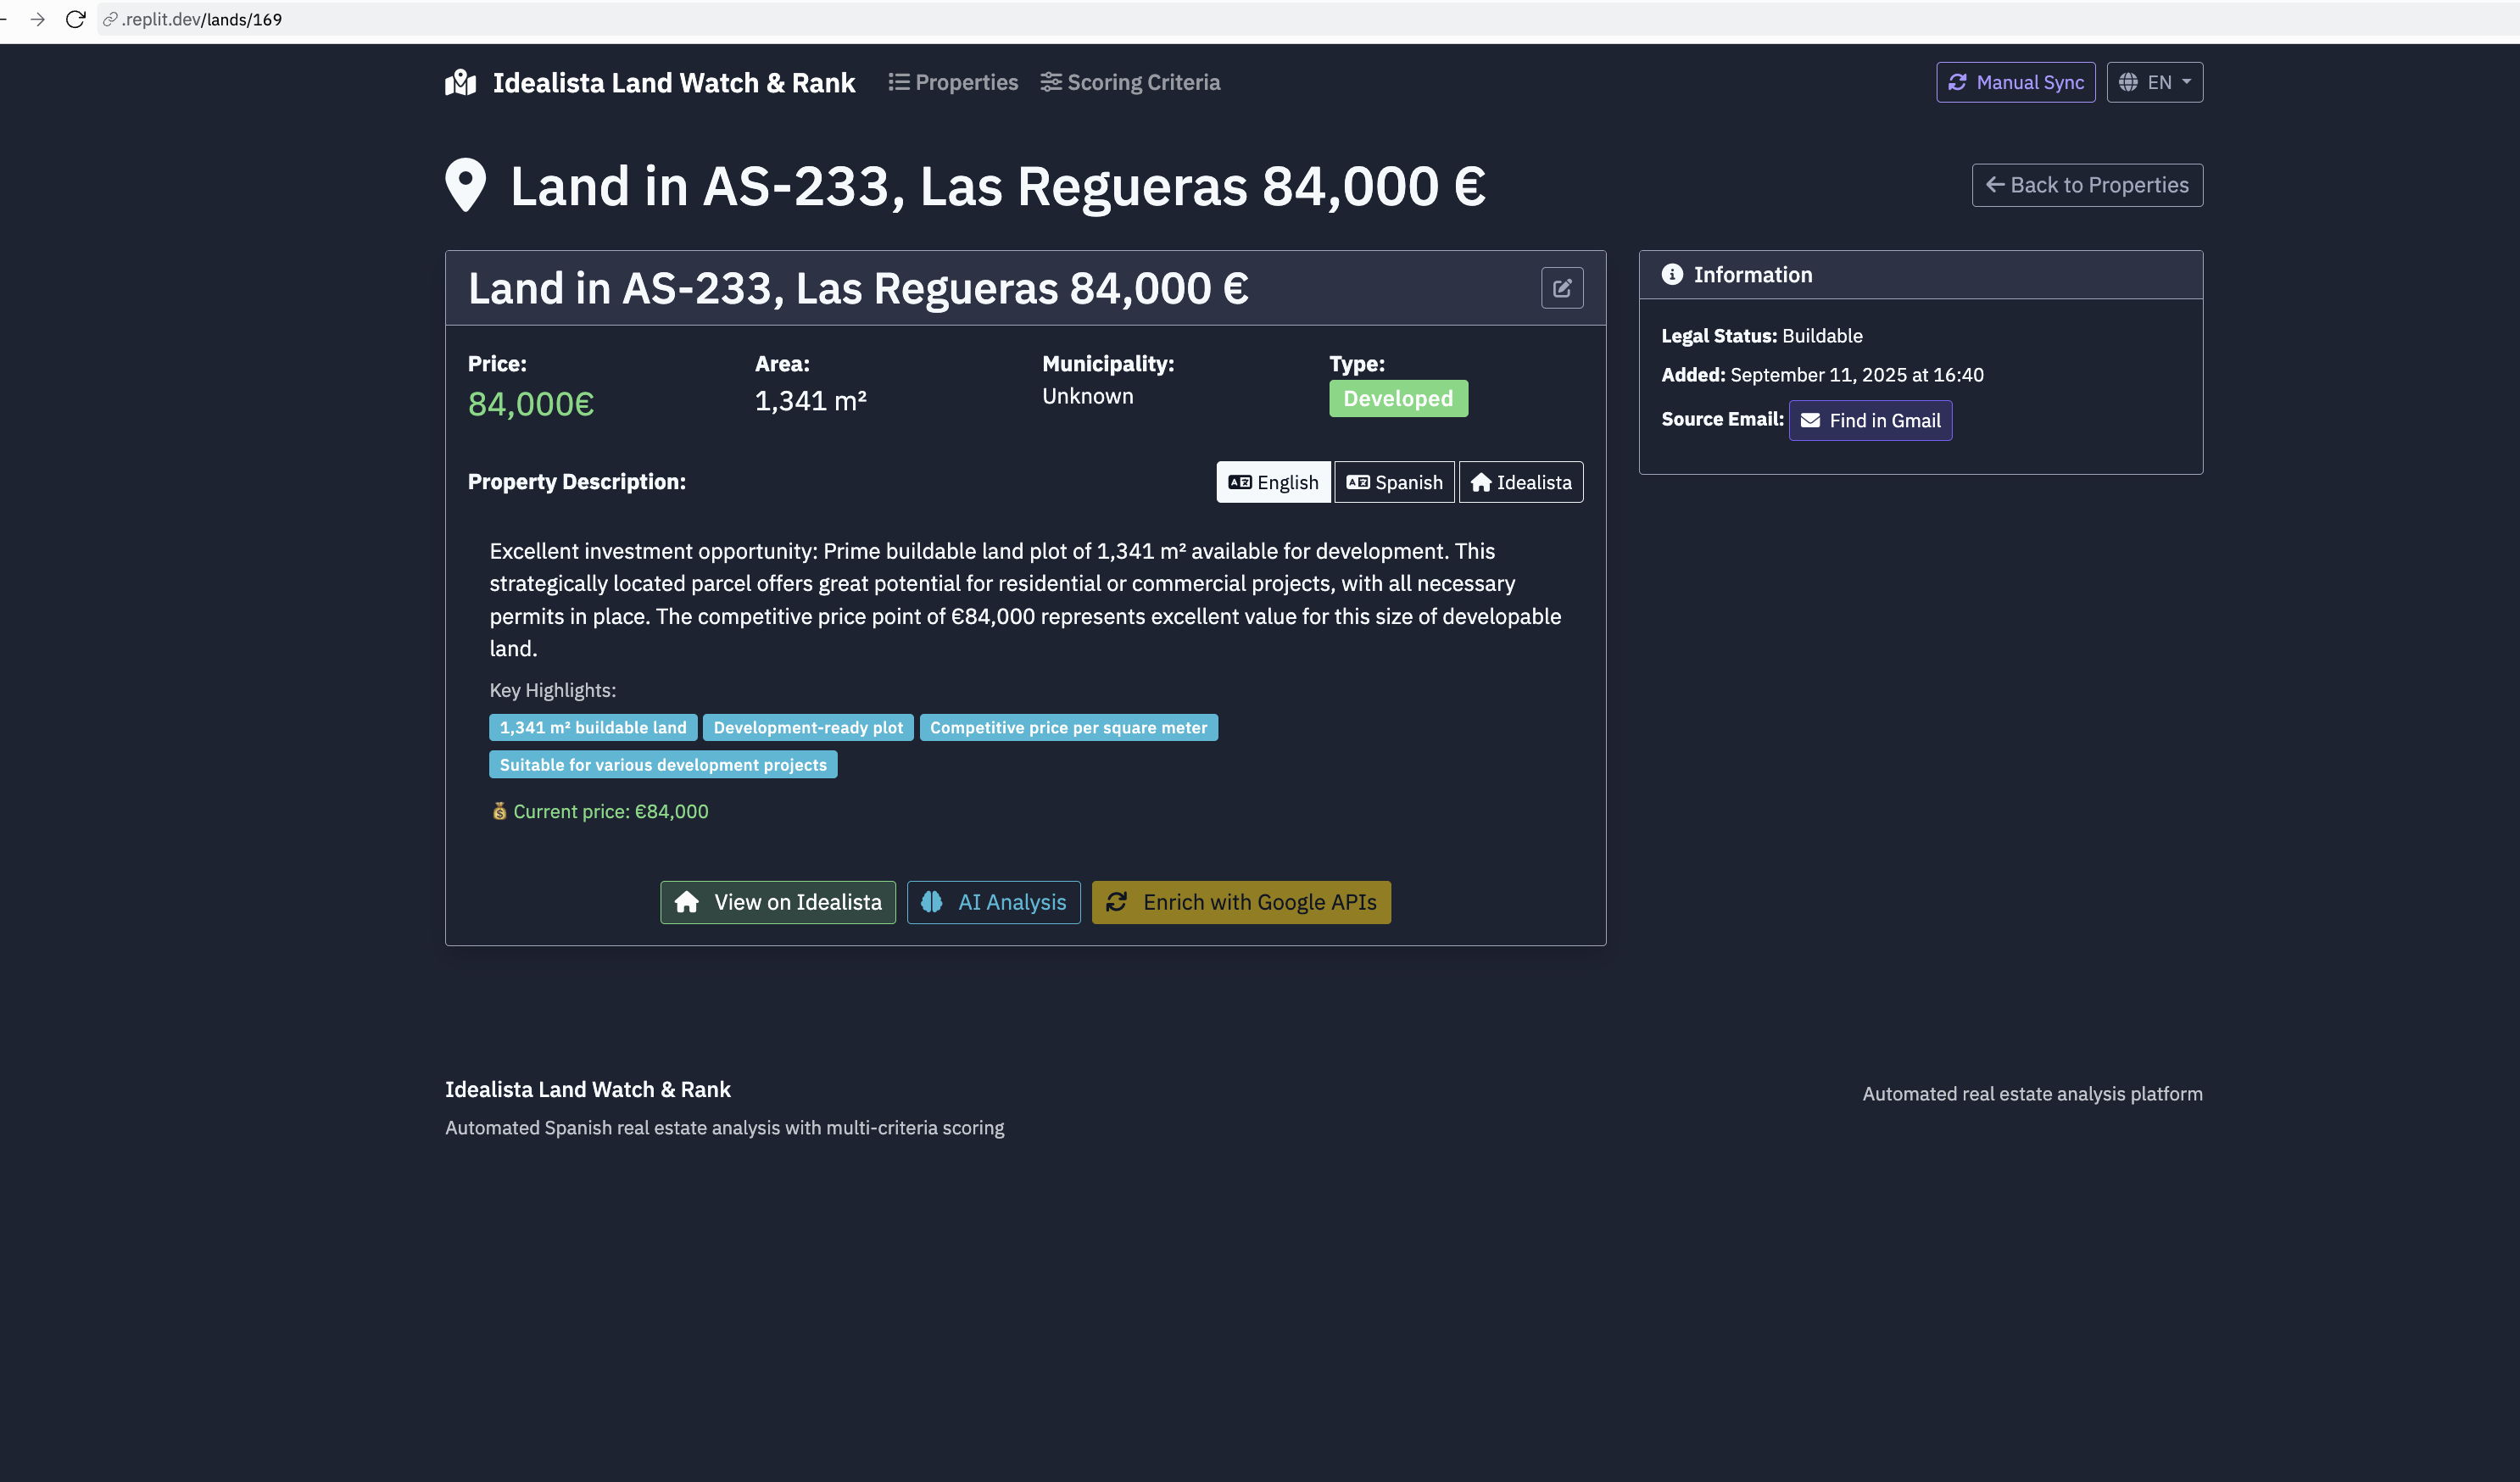 .replit.dev/lands/169
Idealista Land Watch & Rank
Properties
Scoring Criteria
Manual Sync
EN
Land in AS-233, Las Regueras 84,000 €
Back to Properties
Land in AS-233, Las Regueras 84,000 €
Price:
84,000€
Area:
1,341 m²
Municipality:
Unknown
Type:
Developed
Property Description:
English
Spanish
Idealista
Excellent investment opportunity: Prime buildable land plot of 1,341 m² available for development. This
strategically located parcel offers great potential for residential or commercial projects, with all necessary
permits in place. The competitive price point of €84,000 represents excellent value for this size of developable
land.
Key Highlights:
1,341 m² buildable land
Development-ready plot
Competitive price per square meter
Suitable for various development projects
Current price: €84,000
View on Idealista
AI Analysis
Enrich with Google APIs
Information
Legal Status: Buildable
Added: September 11, 2025 at 16:40
Source Email: Find in Gmail
Idealista Land Watch & Rank
Automated Spanish real estate analysis with multi-criteria scoring
Automated real estate analysis platform